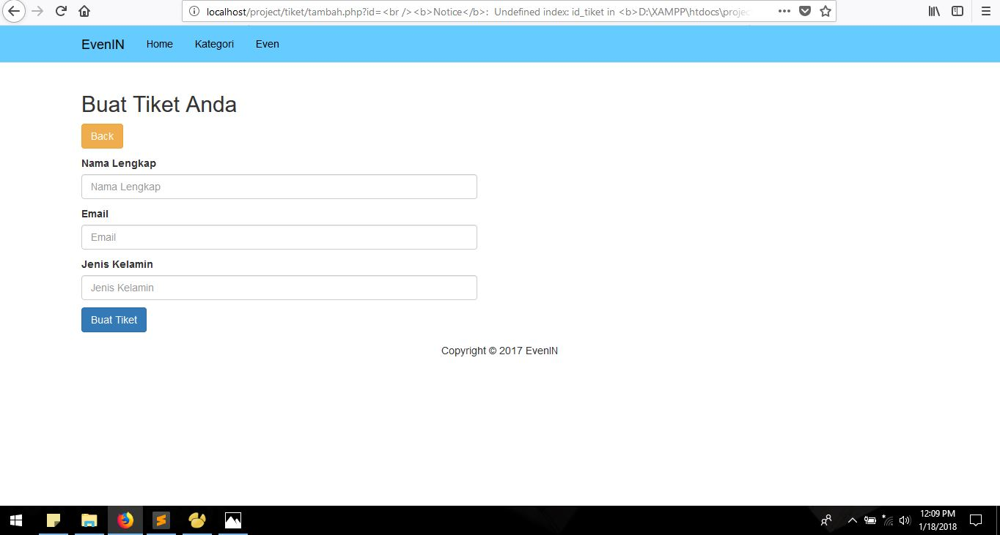 localhost/project/tiket/tambah.php?id=<br /><b>Notice</b>: Undefined index: id_tiket in <b>D:\XAMPP\htdocs\projec
EvenIN Home Kategori Even
Buat Tiket Anda
Back
Nama Lengkap
Nama Lengkap
Email
Email
Jenis Kelamin
Jenis Kelamin
Buat Tiket
Copyright © 2017 EvenIN
12:09 PM
1/18/2018